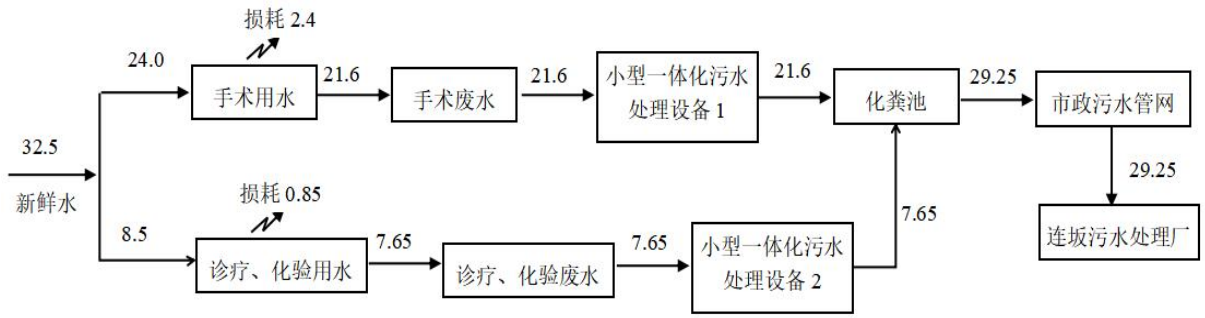 损耗 2.4
24.0
手术用水
21.6
手术废水
21.6
小型一体化污水
处理设备 1
21.6
化粪池
29.25
市政污水管网
32.5
新鲜水
29.25
连坂污水处理厂
损耗 0.85
8.5
诊疗、化验用水
7.65
诊疗、化验废水
7.65
小型一体化污水
处理设备 2
7.65